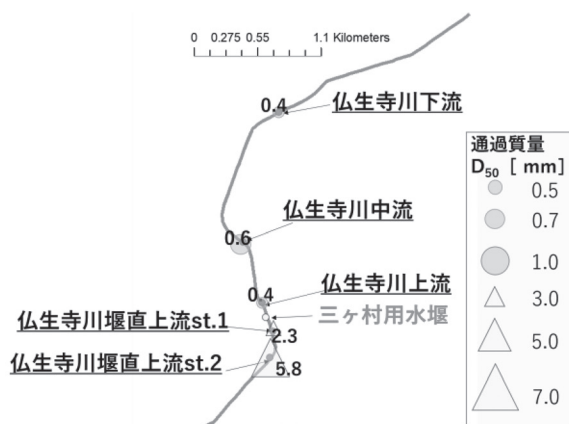 0 0.275 0.55 1.1 Kilometers
0.4
仏生寺川下流
通過質量
D₅₀ [ mm]
0.5
0.7
1.0
3.0
5.0
7.0
仏生寺川中流
0.6
仏生寺川上流
0.4
三ヶ村用水堰
仏生寺川堰直上流st.1
2.3
仏生寺川堰直上流st.2
5.8